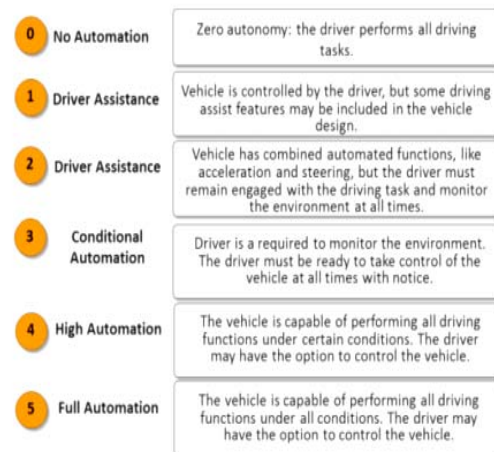 0
No Automation
Zero autonomy: the driver performs all driving
tasks.
1
Driver Assistance
Vehicle is controlled by the driver, but some driving
assist features may be included in the vehicle
design.
2
Driver Assistance
Vehicle has combined automated functions, like
acceleration and steering, but the driver must
remain engaged with the driving task and monitor
the environment at all times.
3
Conditional
Automation
Driver is a required to monitor the environment.
The driver must be ready to take control of the
vehicle at all times with notice.
4
High Automation
The vehicle is capable of performing all driving
functions under certain conditions. The driver
may have the option to control the vehicle.
5
Full Automation
The vehicle is capable of performing all driving
functions under all conditions. The driver may
have the option to control the vehicle.